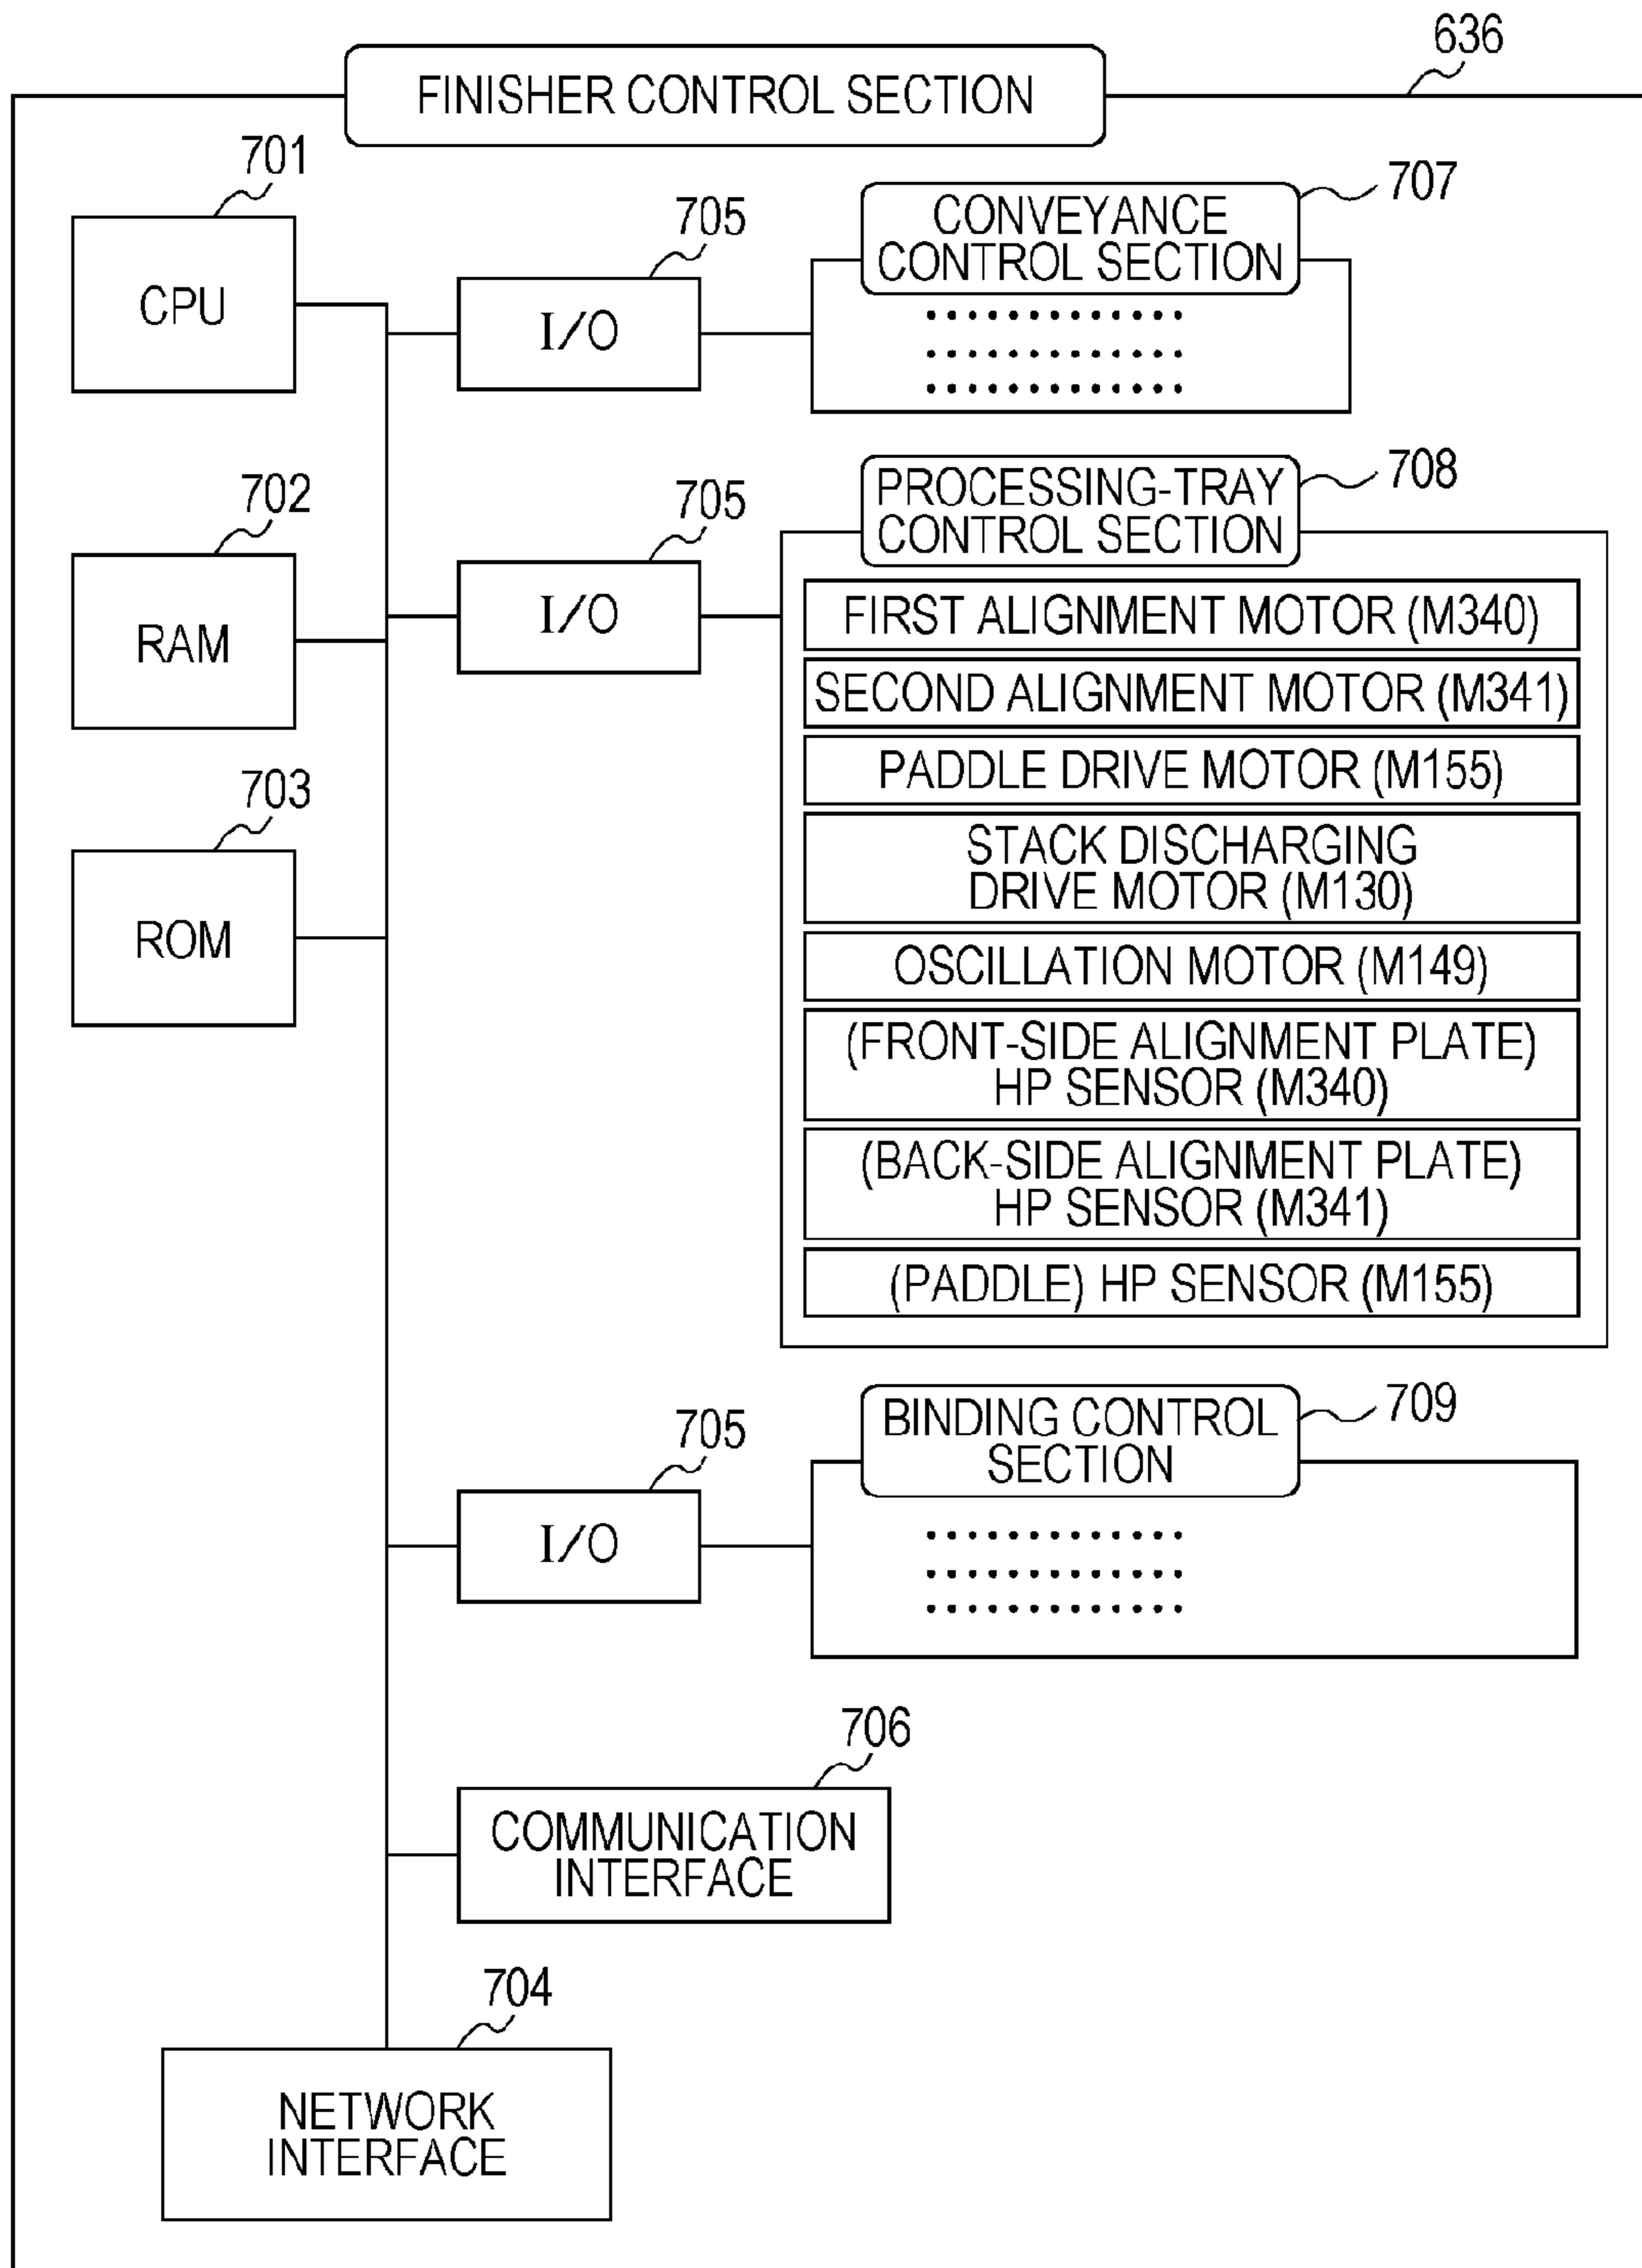 636
FINISHER CONTROL SECTION
701
CPU
705
I/O
707
CONVEYANCE
CONTROL SECTION
702
RAM
705
I/O
708
PROCESSING-TRAY
CONTROL SECTION
FIRST ALIGNMENT MOTOR (M340)
SECOND ALIGNMENT MOTOR (M341)
PADDLE DRIVE MOTOR (M155)
STACK DISCHARGING
DRIVE MOTOR (M130)
OSCILLATION MOTOR (M149)
(FRONT-SIDE ALIGNMENT PLATE)
HP SENSOR (M340)
(BACK-SIDE ALIGNMENT PLATE)
HP SENSOR (M341)
(PADDLE) HP SENSOR (M155)
703
ROM
705
I/O
709
BINDING CONTROL
SECTION
706
COMMUNICATION
INTERFACE
704
NETWORK
INTERFACE